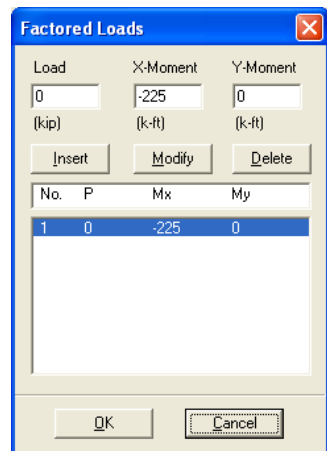 Factored Loads
Load X-Moment Y-Moment
0 -225 0
(kip) (k-ft) (k-ft)
Insert Modify Delete
No. P Mx My
1 0 -225 0
OK Cancel